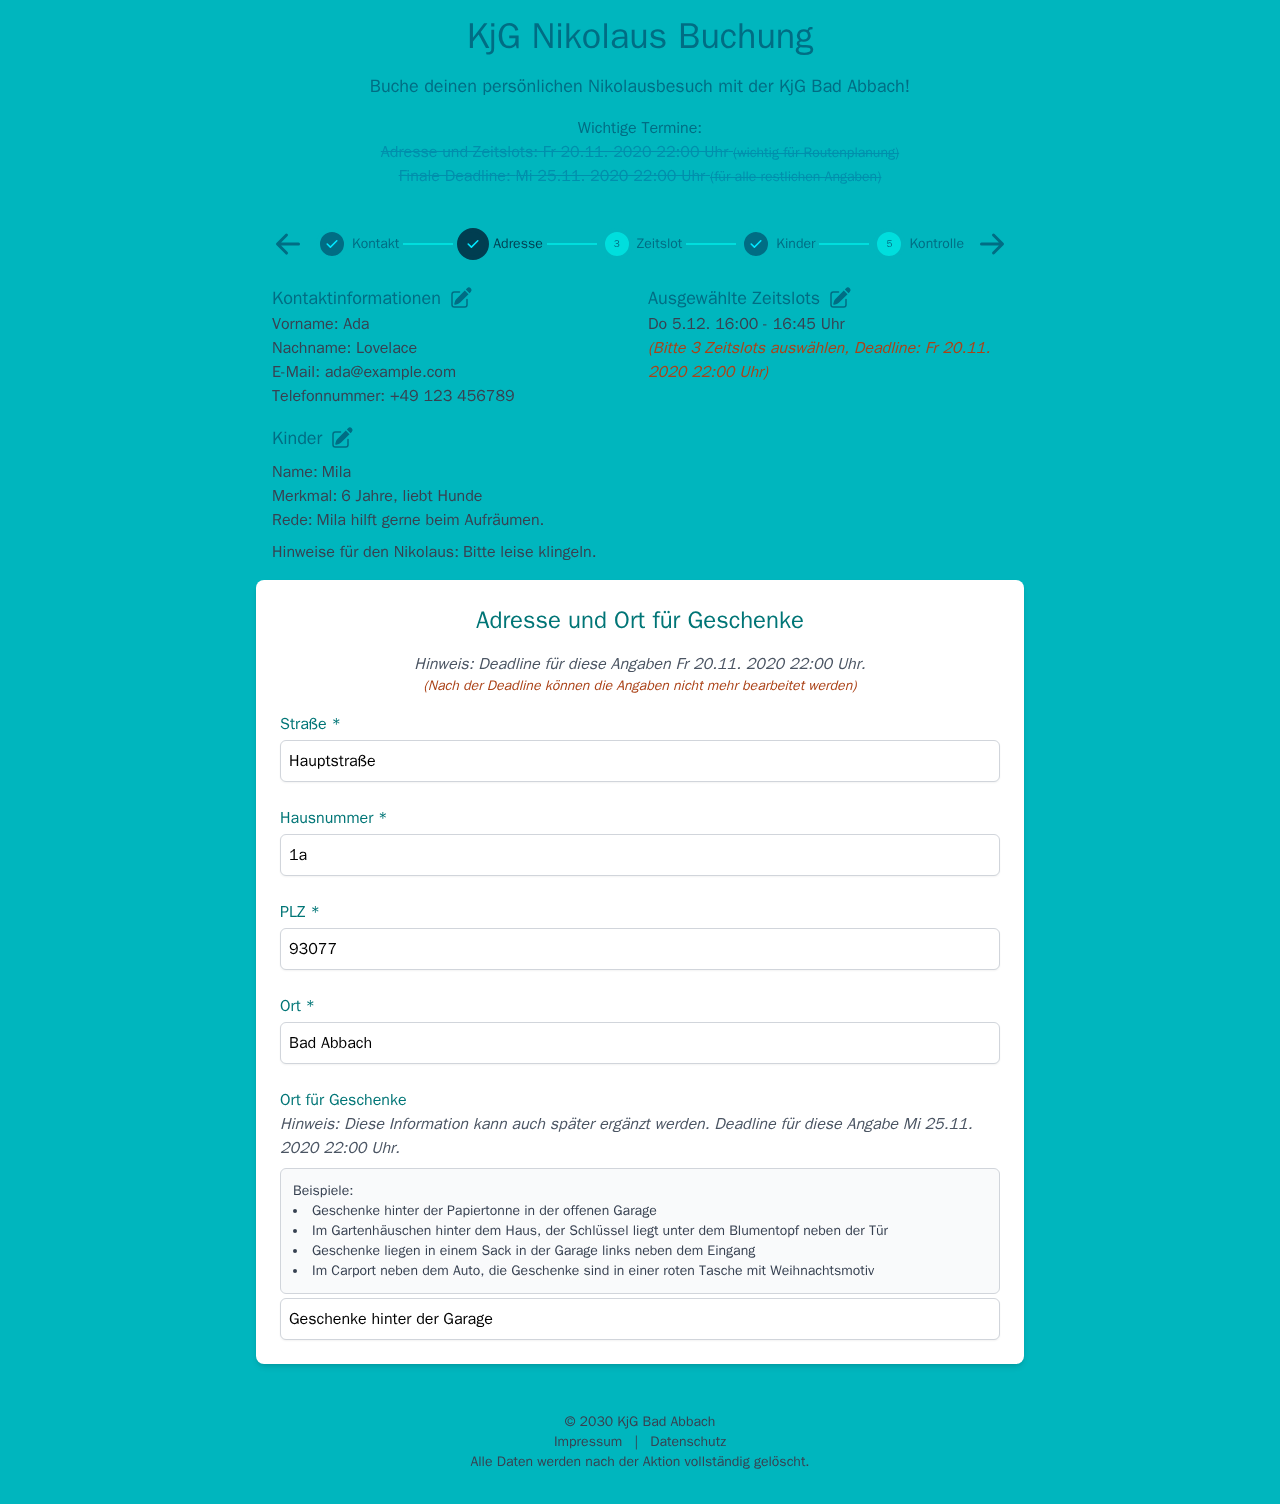 KjG Nikolaus Buchung
Buche deinen persönlichen Nikolausbesuch mit der KjG Bad Abbach!
Wichtige Termine:
Adresse und Zeitslots: Fr 20.11. 2020 22:00 Uhr (wichtig für Routenplanung)
Finale Deadline: Mi 25.11. 2020 22:00 Uhr (für alle restlichen Angaben)
Kontakt Adresse 3 Zeitslot Kinder 5 Kontrolle
Kontaktinformationen
Vorname: Ada
Nachname: Lovelace
E-Mail: ada@example.com
Telefonnummer: +49 123 456789
Ausgewählte Zeitslots
Do 5.12. 16:00 - 16:45 Uhr
(Bitte 3 Zeitslots auswählen, Deadline: Fr 20.11.
2020 22:00 Uhr)
Kinder
Name: Mila
Merkmal: 6 Jahre, liebt Hunde
Rede: Mila hilft gerne beim Aufräumen.
Hinweise für den Nikolaus: Bitte leise klingeln.
Adresse und Ort für Geschenke
Hinweis: Deadline für diese Angaben Fr 20.11. 2020 22:00 Uhr.
(Nach der Deadline können die Angaben nicht mehr bearbeitet werden)
Straße *
Hauptstraße
Hausnummer *
1a
PLZ *
93077
Ort *
Bad Abbach
Ort für Geschenke
Hinweis: Diese Information kann auch später ergänzt werden. Deadline für diese Angabe Mi 25.11.
2020 22:00 Uhr.
Beispiele:
• Geschenke hinter der Papiertonne in der offenen Garage
• Im Gartenhäuschen hinter dem Haus, der Schlüssel liegt unter dem Blumentopf neben der Tür
• Geschenke liegen in einem Sack in der Garage links neben dem Eingang
• Im Carport neben dem Auto, die Geschenke sind in einer roten Tasche mit Weihnachtsmotiv
Geschenke hinter der Garage
© 2030 KjG Bad Abbach
Impressum | Datenschutz
Alle Daten werden nach der Aktion vollständig gelöscht.